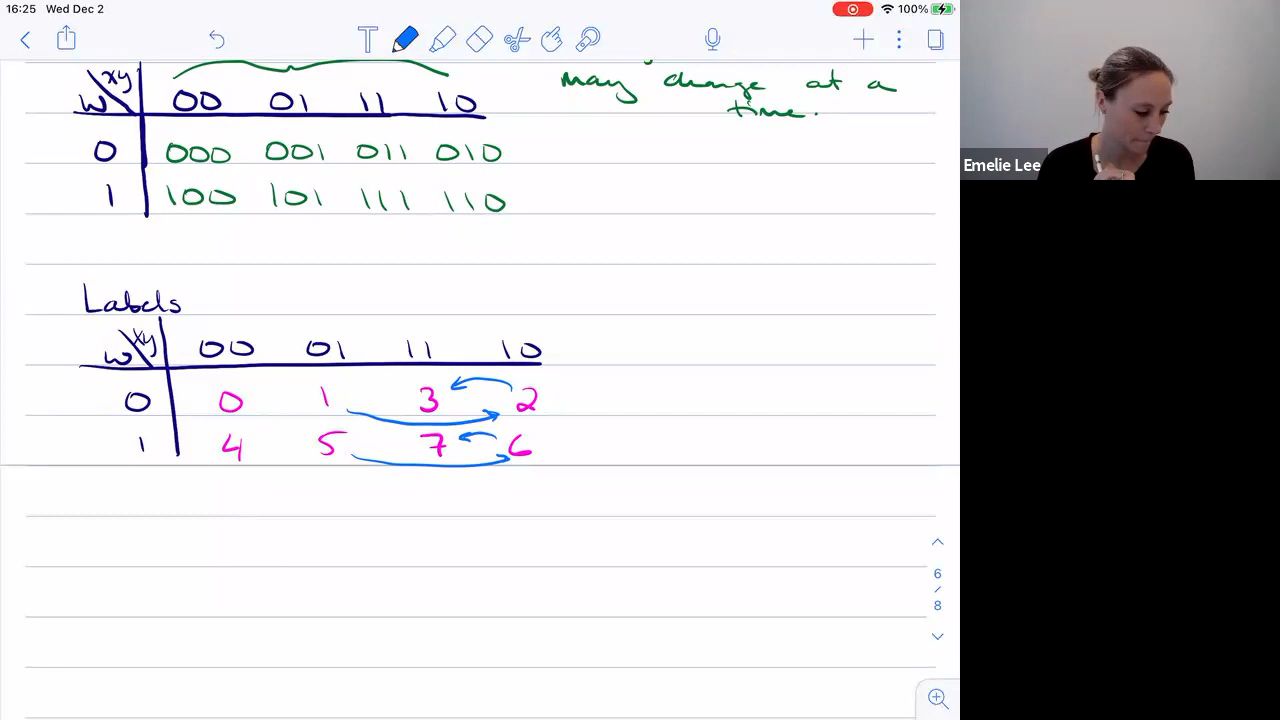 16:25 Wed Dec 2
100%
T
xy
w 00 01 11 10
may change at a
time.
0 000 001 011 010
1 100 101 111 110
Emelie Lee
Labels
xy
w 00 01 11 10
0 0 1 3 2
1 4 5 7 6
6
/
8